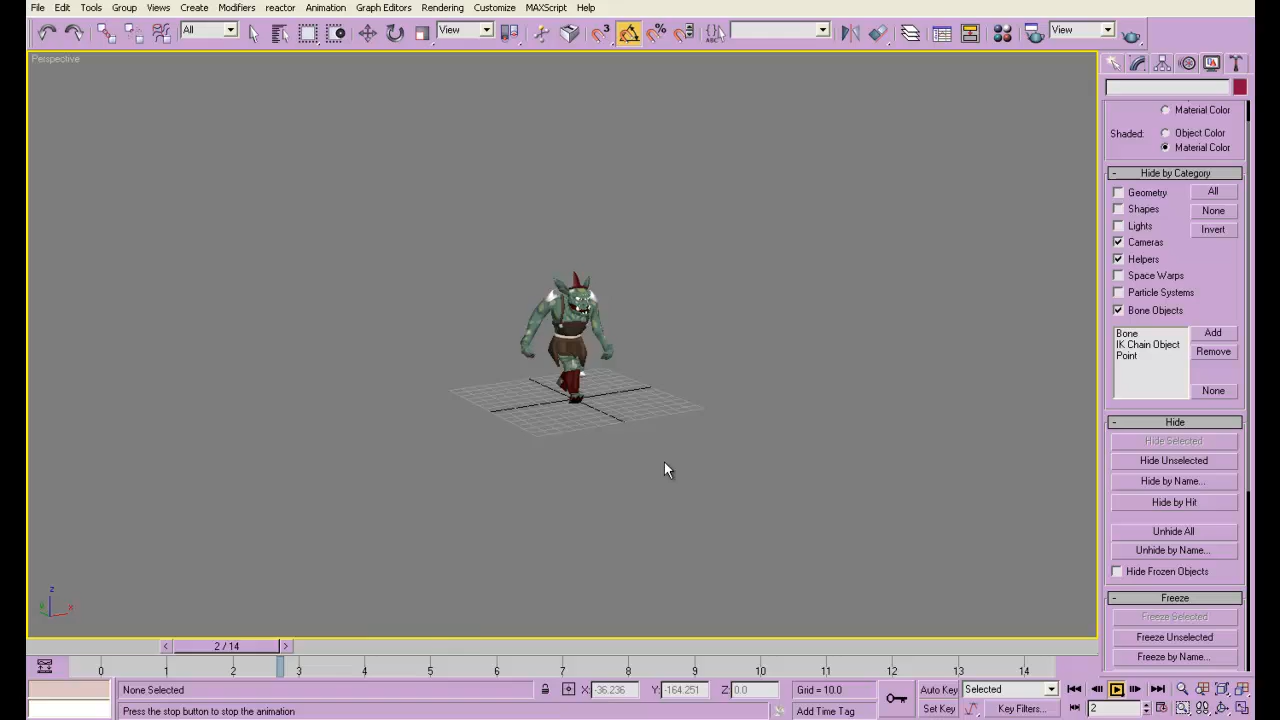 File Edit Tools Group Views Create Modifiers reactor Animation Graph Editors Rendering Customize MAXScript Help
All View 3 % ABC View
Perspective
Material Color
Shaded: Object Color
Material Color
- Hide by Category
Geometry All
Shapes None
Lights Invert
Cameras
Helpers
Space Warps
Particle Systems
Bone Objects
Bone Add
IK Chain Object Remove
Point
None
- Hide
Hide Selected
Hide Unselected
Hide by Name...
Hide by Hit
Unhide All
Unhide by Name...
Hide Frozen Objects
- Freeze
Freeze Selected
Freeze Unselected
Freeze by Name...
z
y x
< 2 / 14 >
0 1 2 3 4 5 6 7 8 9 10 11 12 13 14
None Selected X: -36.236 Y: -164.251 Z: 0.0 Grid = 10.0 Auto Key Selected
Press the stop button to stop the animation Add Time Tag Set Key Key Filters... 2